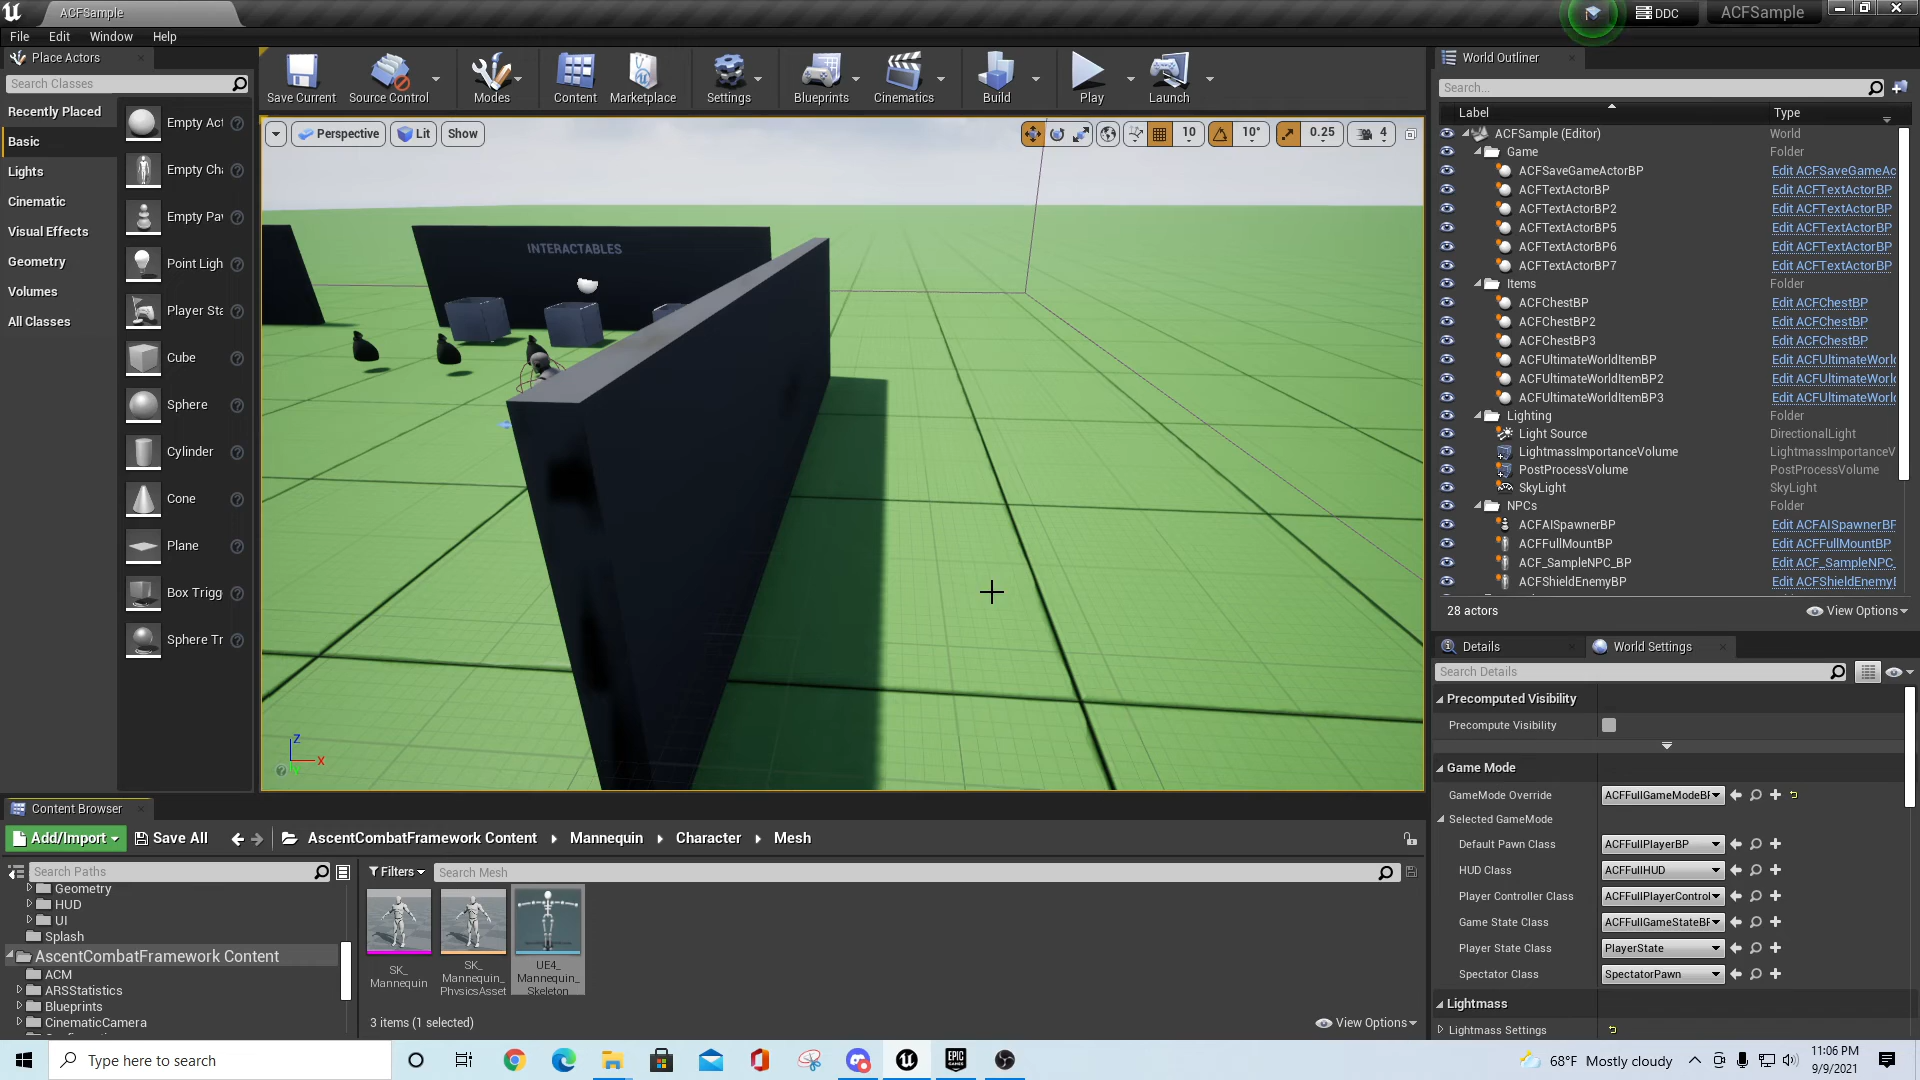 ACFSample
DDC
ACFSample
File Edit Window Help
Place Actors
Search Classes
Recently Placed
Basic
Lights
Cinematic
Visual Effects
Geometry
Volumes
All Classes
Empty Act
Empty Cha
Empty Pav
Point Ligh
Player Sta
Cube
Sphere
Cylinder
Cone
Plane
Box Trigg
Sphere Tr
Save Current Source Control Modes Content Marketplace Settings Blueprints Cinematics Build Play Launch
Perspective Lit Show 10 10° 0.25 4
INTERACTABLES
Z
X
World Outliner
Search...
Label Type
ACFSample (Editor) World
Game Folder
ACFSaveGameActorBP Edit ACFSaveGameAc
ACFTextActorBP Edit ACFTextActorBP
ACFTextActorBP2 Edit ACFTextActorBP
ACFTextActorBP5 Edit ACFTextActorBP
ACFTextActorBP6 Edit ACFTextActorBP
ACFTextActorBP7 Edit ACFTextActorBP
Items Folder
ACFChestBP Edit ACFChestBP
ACFChestBP2 Edit ACFChestBP
ACFChestBP3 Edit ACFChestBP
ACFUltimateWorldItemBP Edit ACFUltimateWorld
ACFUltimateWorldItemBP2 Edit ACFUltimateWorld
ACFUltimateWorldItemBP3 Edit ACFUltimateWorld
Lighting Folder
Light Source DirectionalLight
LightmassImportanceVolume LightmassImportanceV
PostProcessVolume PostProcessVolume
SkyLight SkyLight
NPCs Folder
ACFAISpawnerBP Edit ACFAISpawnerBP
ACFFullMountBP Edit ACFFullMountBP
ACF_SampleNPC_BP Edit ACF_SampleNPC_
ACFShieldEnemyBP Edit ACFShieldEnemyB
28 actors View Options
Details World Settings
Search Details
Precomputed Visibility
Precompute Visibility
Game Mode
GameMode Override ACFFullGameModeBP
Selected GameMode
Default Pawn Class ACFFullPlayerBP
HUD Class ACFFullHUD
Player Controller Class ACFFullPlayerControl
Game State Class ACFFullGameStateBP
Player State Class PlayerState
Spectator Class SpectatorPawn
Lightmass
Lightmass Settings
Content Browser
Add/Import Save All AscentCombatFramework Content Mannequin Character Mesh
Search Paths
Geometry
HUD
UI
Splash
AscentCombatFramework Content
ACM
ARSStatistics
Blueprints
CinematicCamera
Filters Search Mesh
SK_
Mannequin
SK_
Mannequin_
PhysicsAsset
UE4_
Mannequin_
Skeleton
3 items (1 selected) View Options
Type here to search
EPIC
GAMES
68°F Mostly cloudy
11:06 PM
9/9/2021